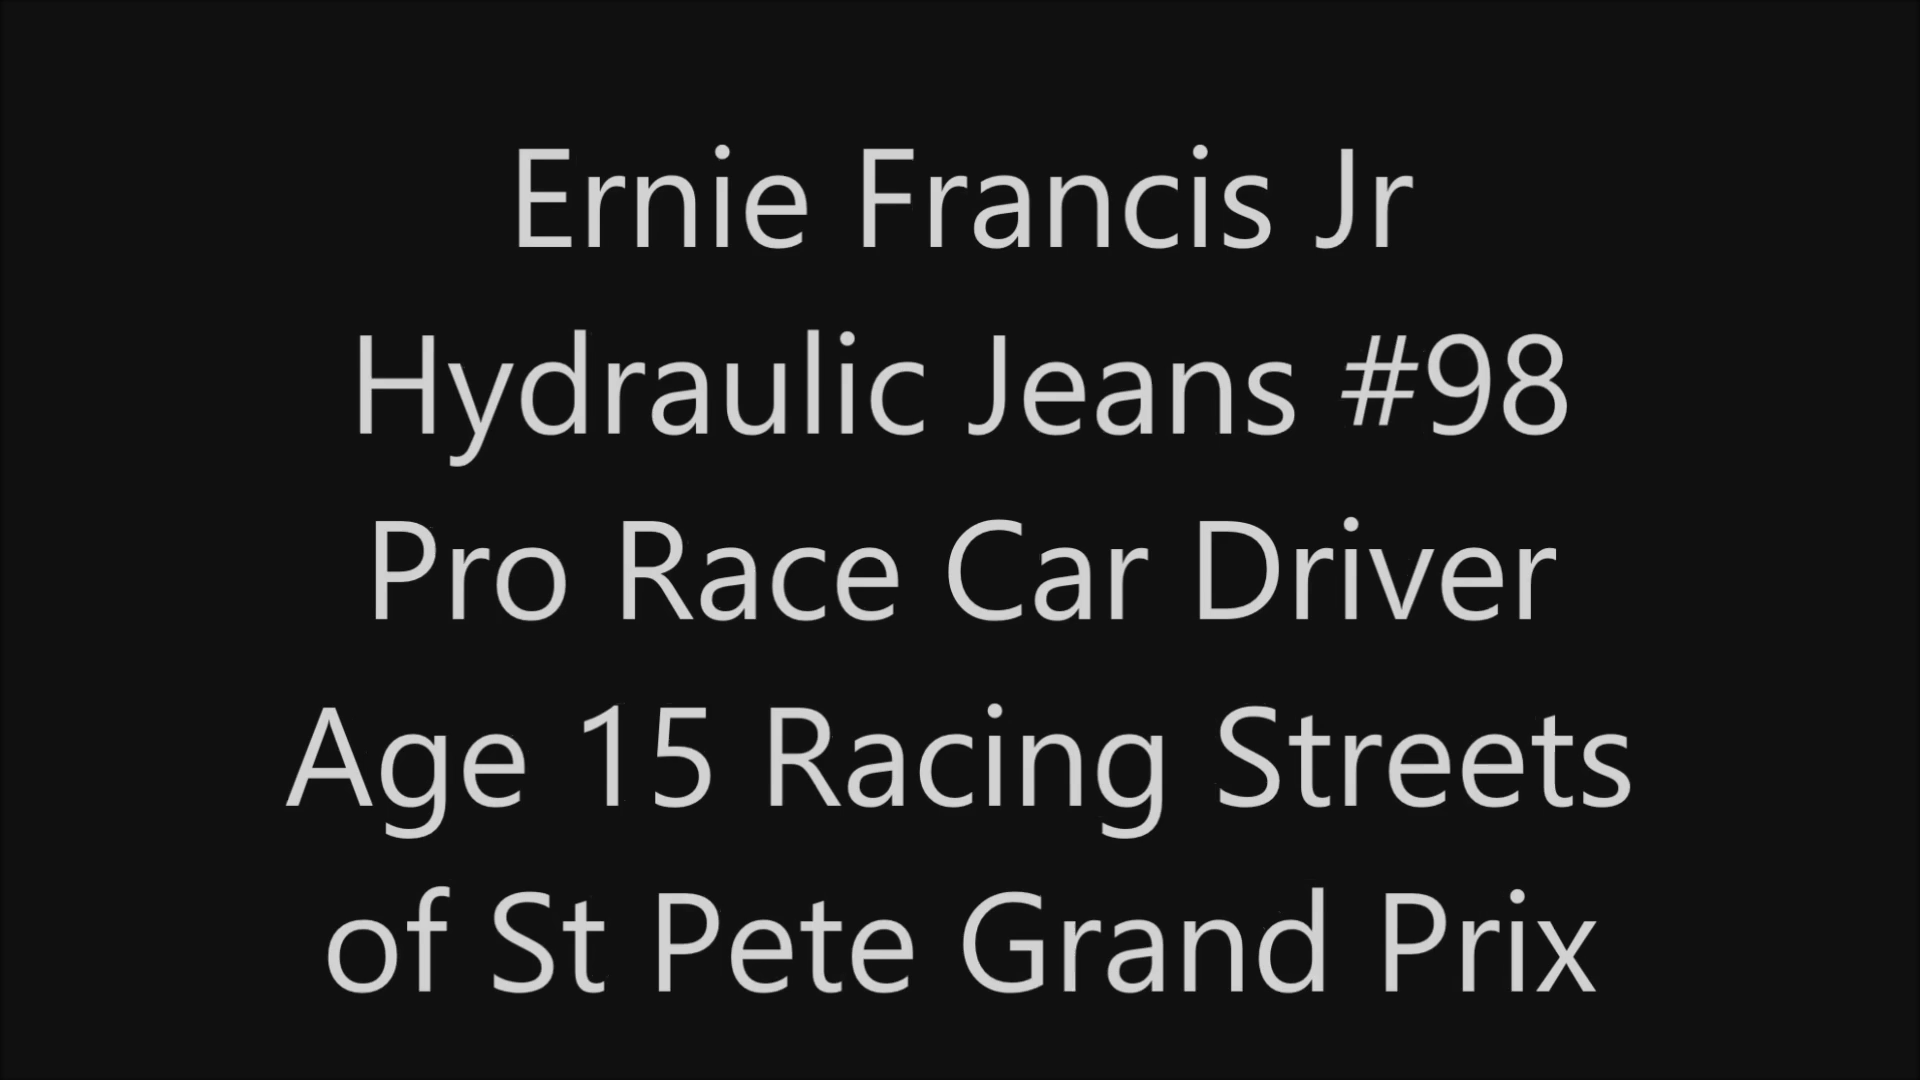 Ernie Francis Jr
Hydraulic Jeans #98
Pro Race Car Driver
Age 15 Racing Streets
of St Pete Grand Prix